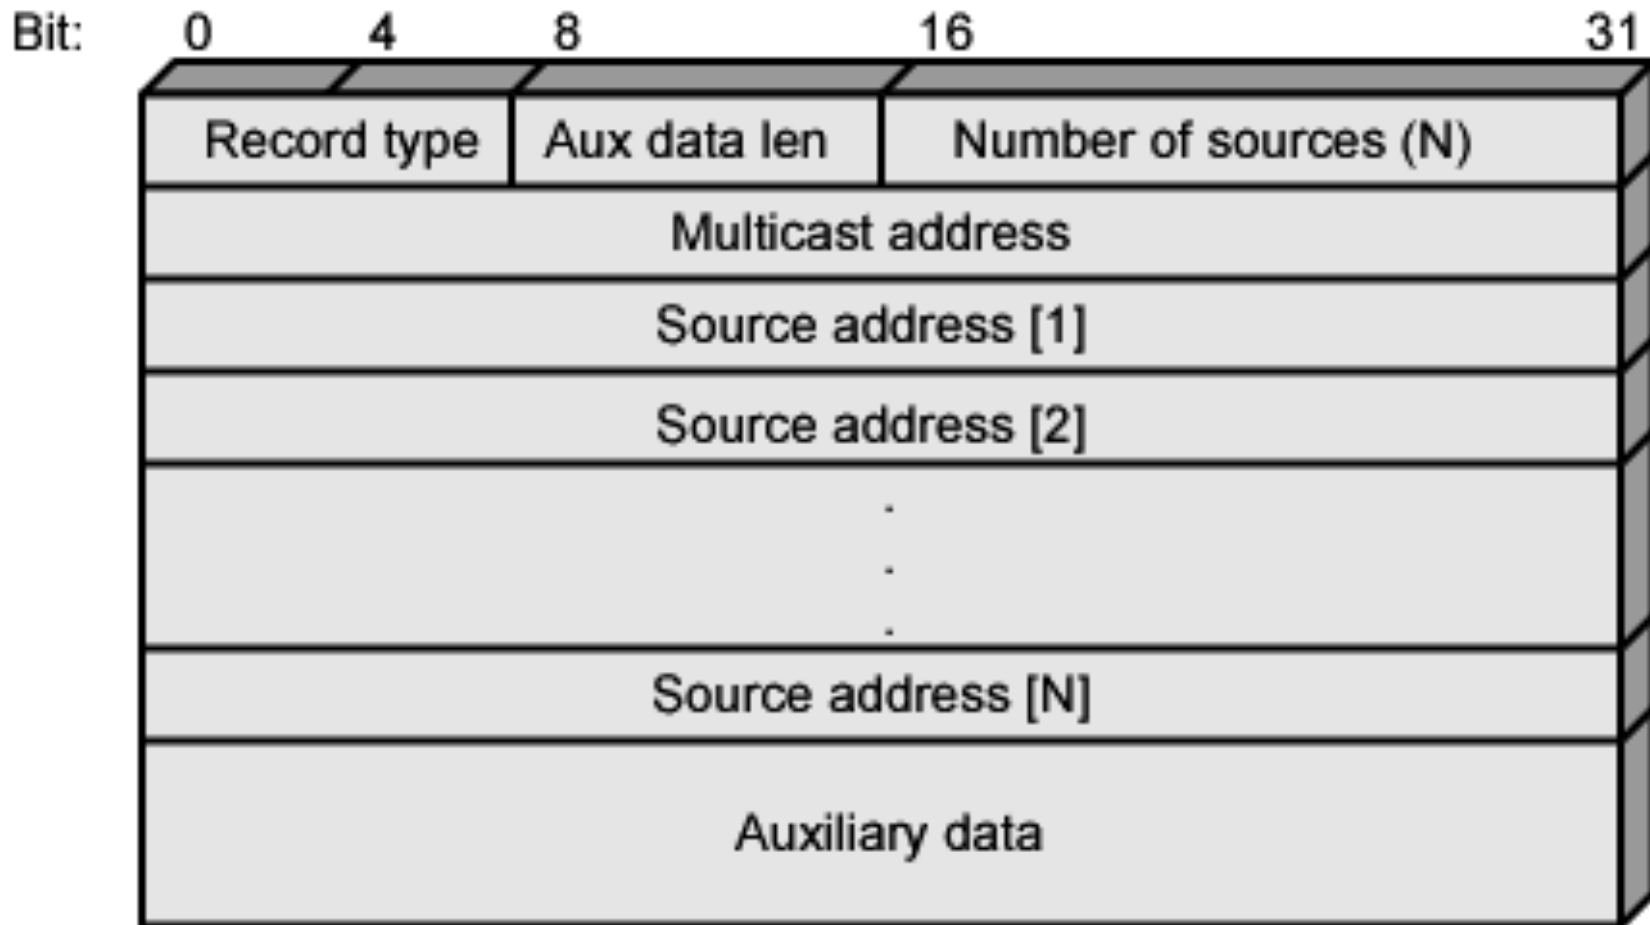 Bit: 0 4 8 16 31
Record type Aux data len Number of sources (N)
Multicast address
Source address [1]
Source address [2]
.
.
.
Source address [N]
Auxiliary data